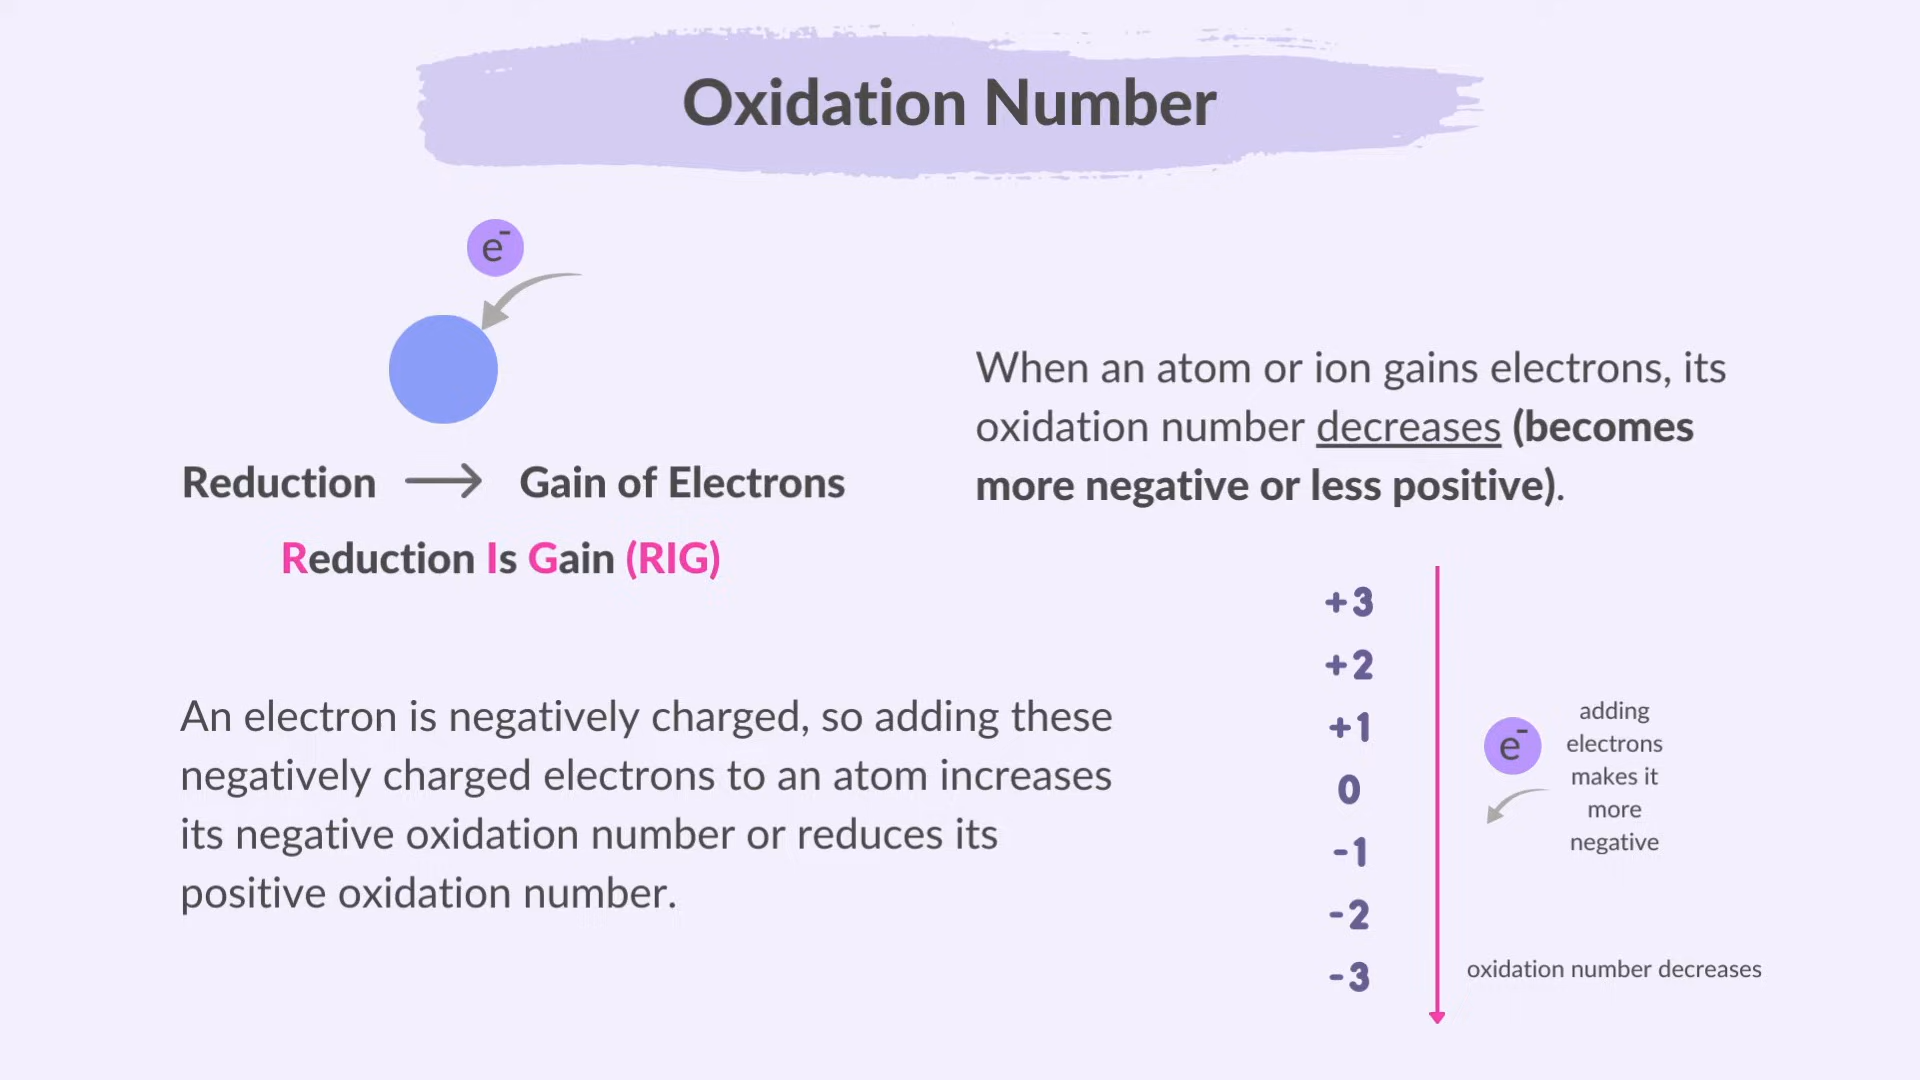 Oxidation Number
e⁻
Reduction → Gain of Electrons
Reduction Is Gain (RIG)
When an atom or ion gains electrons, its
oxidation number decreases (becomes
more negative or less positive).
An electron is negatively charged, so adding these
negatively charged electrons to an atom increases
its negative oxidation number or reduces its
positive oxidation number.
+3
+2
+1
0
-1
-2
-3
e⁻
adding
electrons
makes it
more
negative
oxidation number decreases